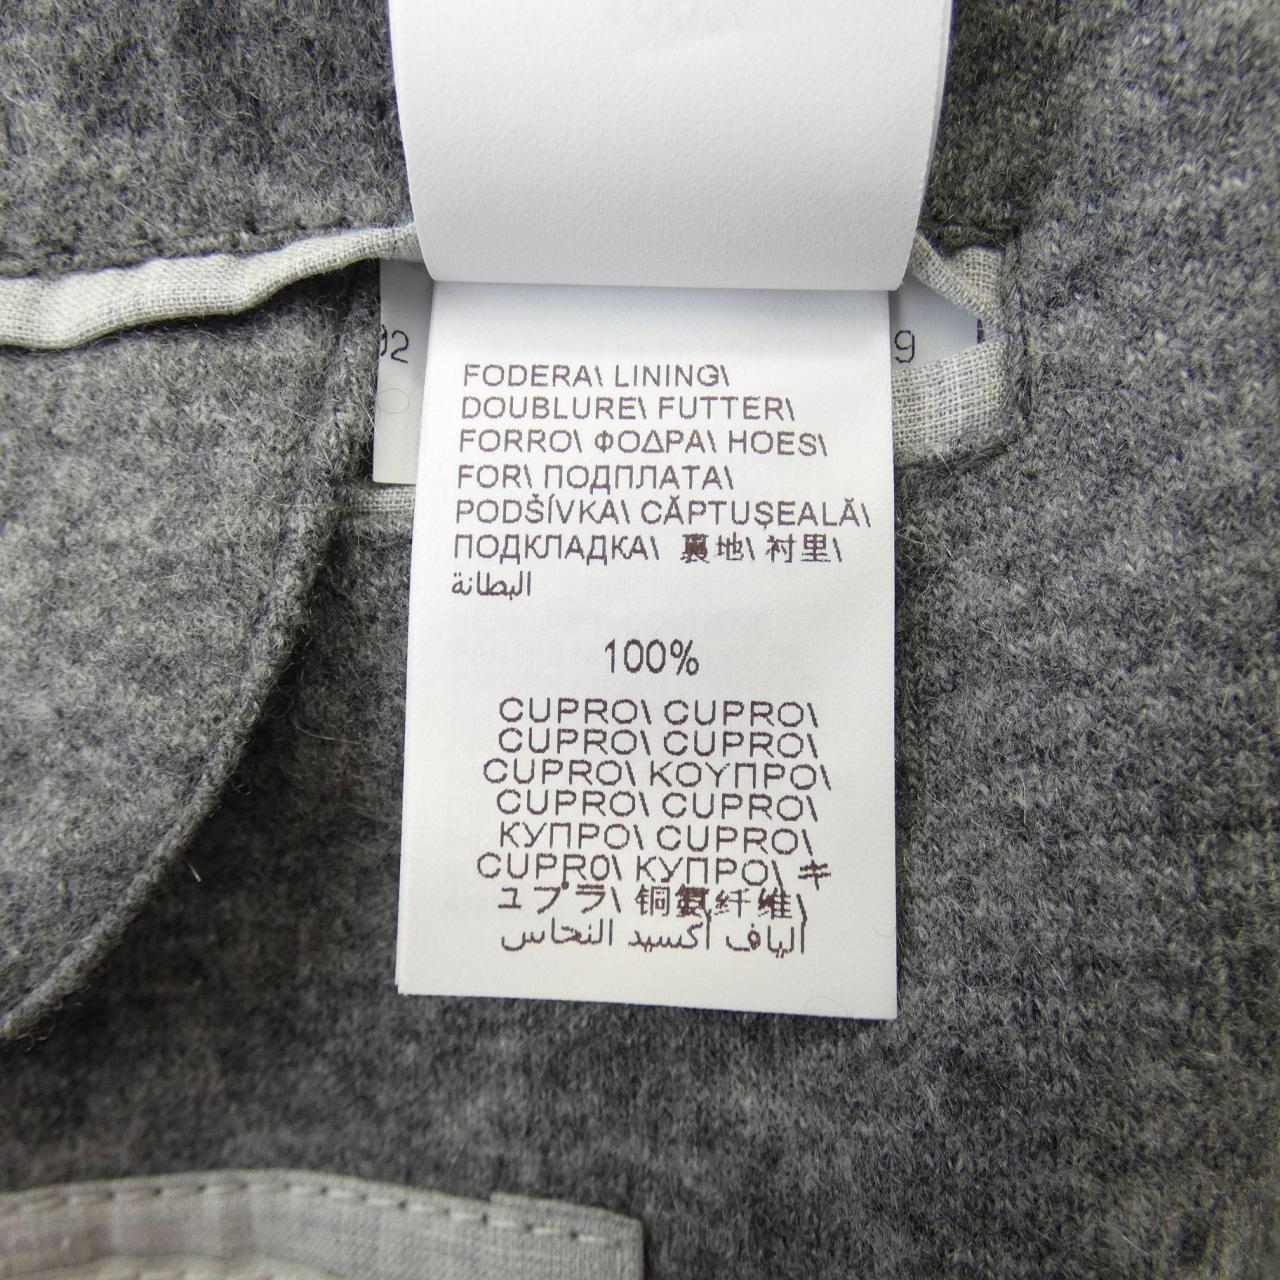 FODERA\ LINING\
DOUBLURE\ FUTTER\
FORRO\ ΦΟΔΡΑ\ HOES\
FOR\ ПОДПЛАТА\
PODŠÍVKA\ CĂPTUŞEALĂ\
ПОДКЛАДКА\ 裏地\ 衬里\
البطانة
100%
CUPRO\ CUPRO\
CUPRO\ CUPRO\
CUPRO\ ΚΟΥΠΡΟ\
CUPRO\ CUPRO\
КУПРО\ CUPRO\
CUPRO\ КУПРО\ キ
ュプラ\ 铜氨纤维\
ألياف أكسيد النحاس
92
9